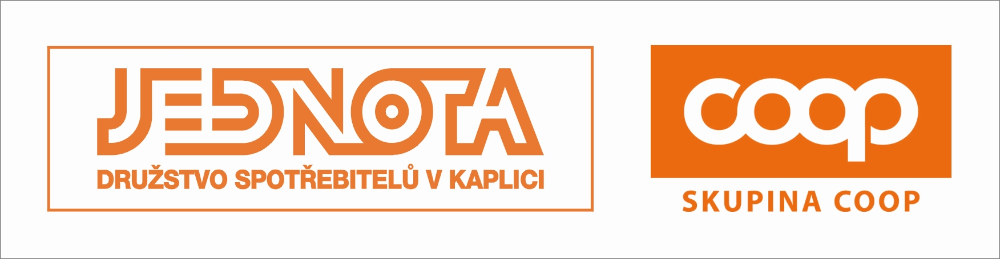 JEDNOTA
DRUŽSTVO SPOTŘEBITELŮ V KAPLICI
coop
SKUPINA COOP